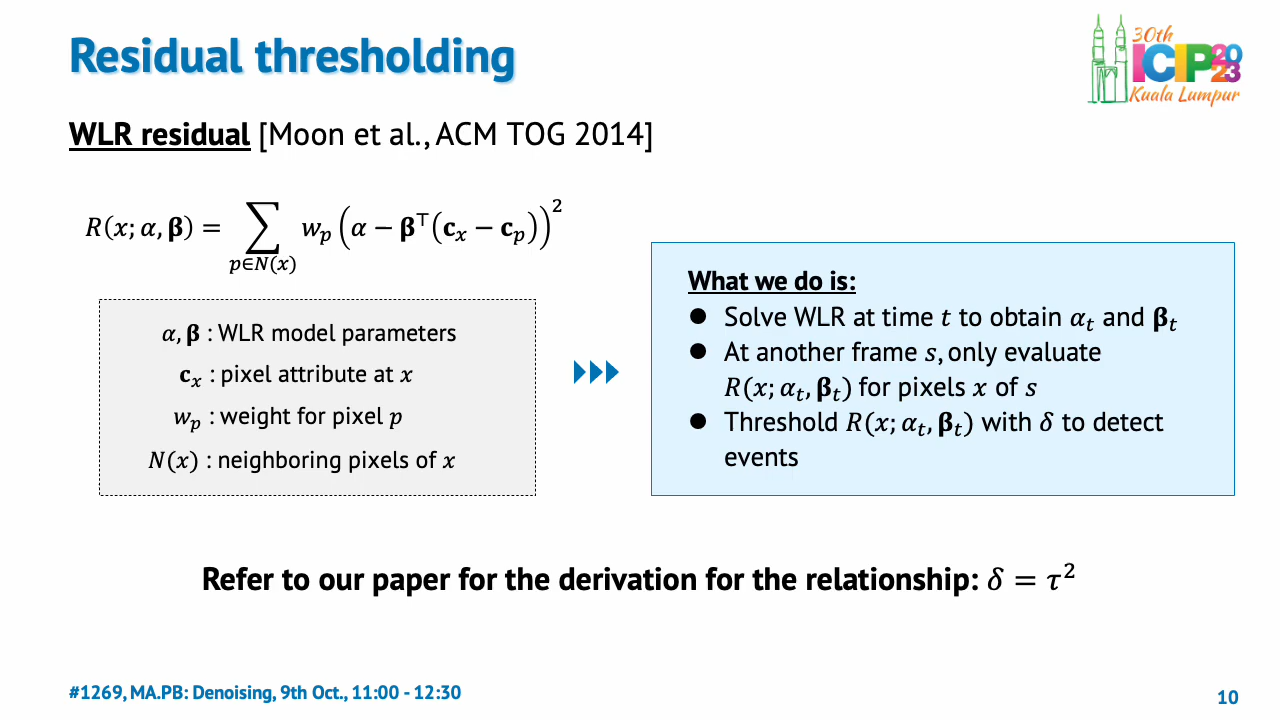 Residual thresholding
30th
ICIP2023
Kuala Lumpur
WLR residual [Moon et al., ACM TOG 2014]
R(x; α, β) = ∑_{p∈N(x)} w_p (α − β^⊤(c_x − c_p))^2
α, β : WLR model parameters
c_x : pixel attribute at x
w_p : weight for pixel p
N(x) : neighboring pixels of x
What we do is:
● Solve WLR at time t to obtain α_t and β_t
● At another frame s, only evaluate
R(x; α_t, β_t) for pixels x of s
● Threshold R(x; α_t, β_t) with δ to detect
events
Refer to our paper for the derivation for the relationship: δ = τ^2
#1269, MA.PB: Denoising, 9th Oct., 11:00 - 12:30
10